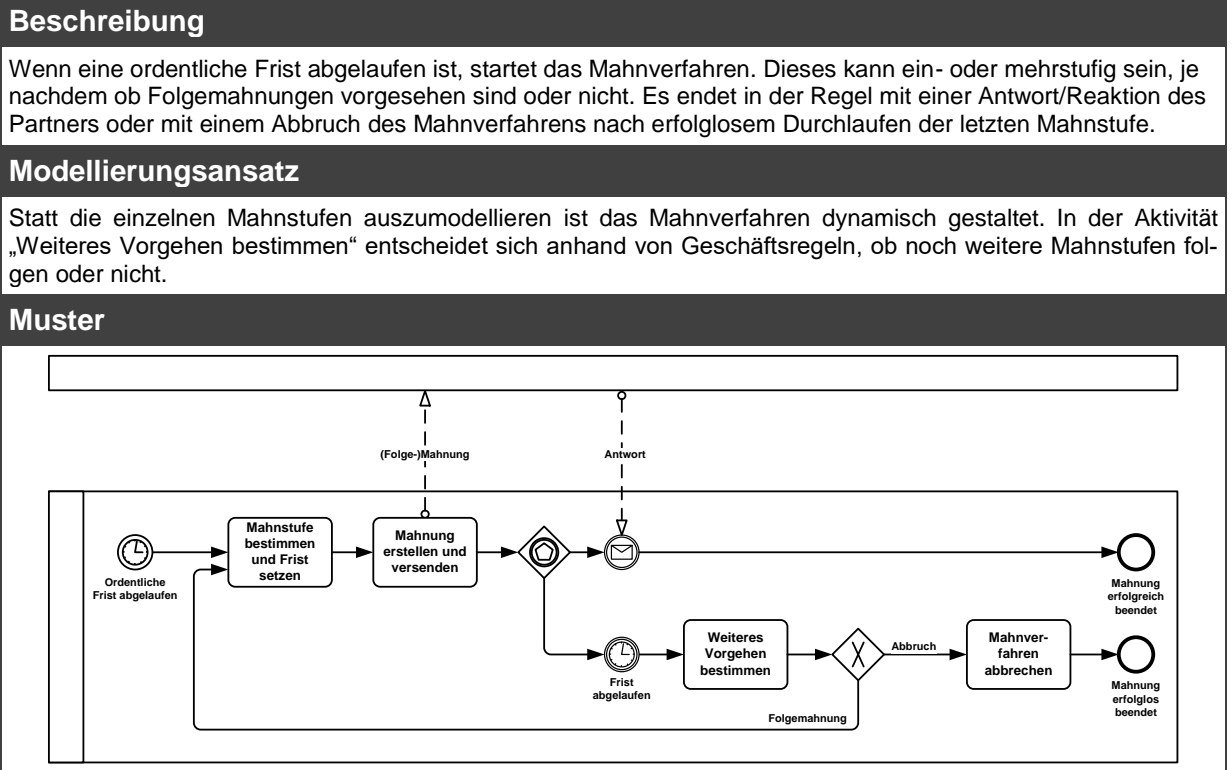 Beschreibung
Wenn eine ordentliche Frist abgelaufen ist, startet das Mahnverfahren. Dieses kann ein- oder mehrstufig sein, je
nachdem ob Folgemahnungen vorgesehen sind oder nicht. Es endet in der Regel mit einer Antwort/Reaktion des
Partners oder mit einem Abbruch des Mahnverfahrens nach erfolglosem Durchlaufen der letzten Mahnstufe.
Modellierungsansatz
Statt die einzelnen Mahnstufen auszumodellieren ist das Mahnverfahren dynamisch gestaltet. In der Aktivität
„Weiteres Vorgehen bestimmen“ entscheidet sich anhand von Geschäftsregeln, ob noch weitere Mahnstufen fol-
gen oder nicht.
Muster
(Folge-)Mahnung
Antwort
Ordentliche
Frist abgelaufen
Mahnstufe
bestimmen
und Frist
setzen
Mahnung
erstellen und
versenden
Mahnung
erfolgreich
beendet
Frist
abgelaufen
Weiteres
Vorgehen
bestimmen
Abbruch
Mahnver-
fahren
abbrechen
Mahnung
erfolglos
beendet
Folgemahnung